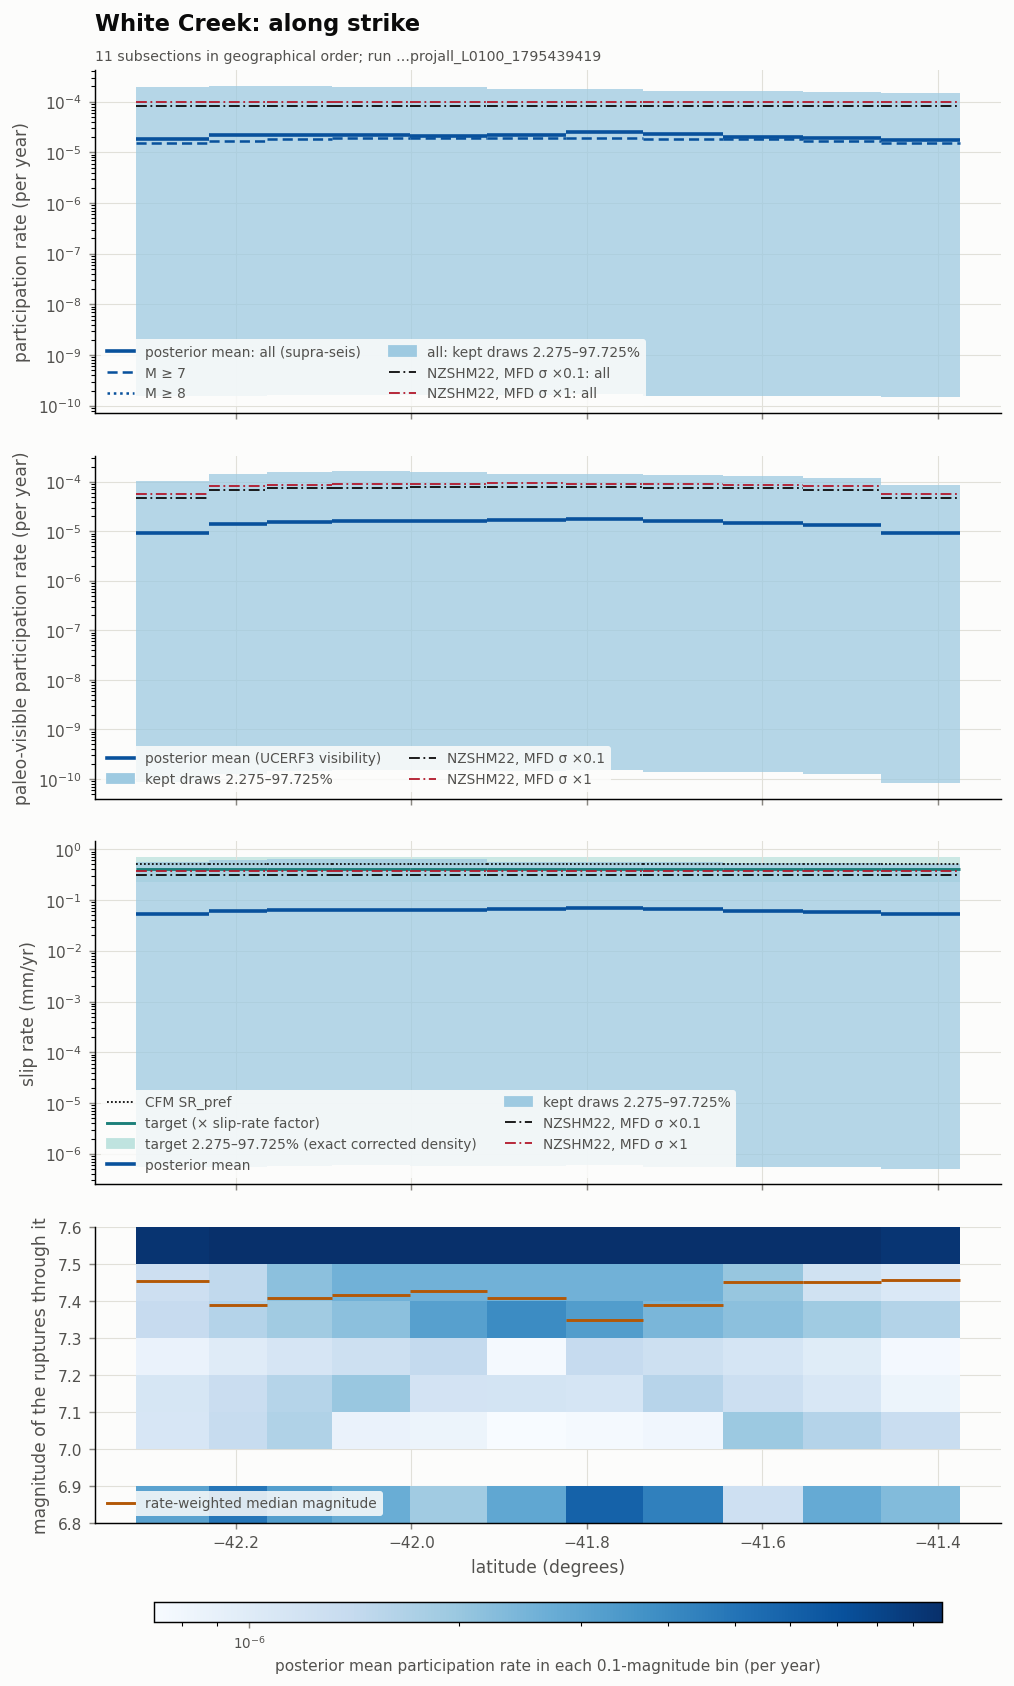 White Creek: along strike
11 subsections in geographical order; run ...projall_L0100_1795439419
participation rate (per year)
10⁻⁴
10⁻⁵
10⁻⁶
10⁻⁷
10⁻⁸
10⁻⁹
10⁻¹⁰
posterior mean: all (supra-seis)
M ≥ 7
M ≥ 8
all: kept draws 2.275–97.725%
NZSHM22, MFD σ ×0.1: all
NZSHM22, MFD σ ×1: all
paleo-visible participation rate (per year)
10⁻⁴
10⁻⁵
10⁻⁶
10⁻⁷
10⁻⁸
10⁻⁹
10⁻¹⁰
posterior mean (UCERF3 visibility)
kept draws 2.275–97.725%
NZSHM22, MFD σ ×0.1
NZSHM22, MFD σ ×1
slip rate (mm/yr)
10⁰
10⁻¹
10⁻²
10⁻³
10⁻⁴
10⁻⁵
10⁻⁶
CFM SR_pref
target (× slip-rate factor)
target 2.275–97.725% (exact corrected density)
posterior mean
kept draws 2.275–97.725%
NZSHM22, MFD σ ×0.1
NZSHM22, MFD σ ×1
magnitude of the ruptures through it
7.6
7.5
7.4
7.3
7.2
7.1
7.0
6.9
6.8
rate-weighted median magnitude
−42.2
−42.0
−41.8
−41.6
−41.4
latitude (degrees)
10⁻⁶
posterior mean participation rate in each 0.1-magnitude bin (per year)